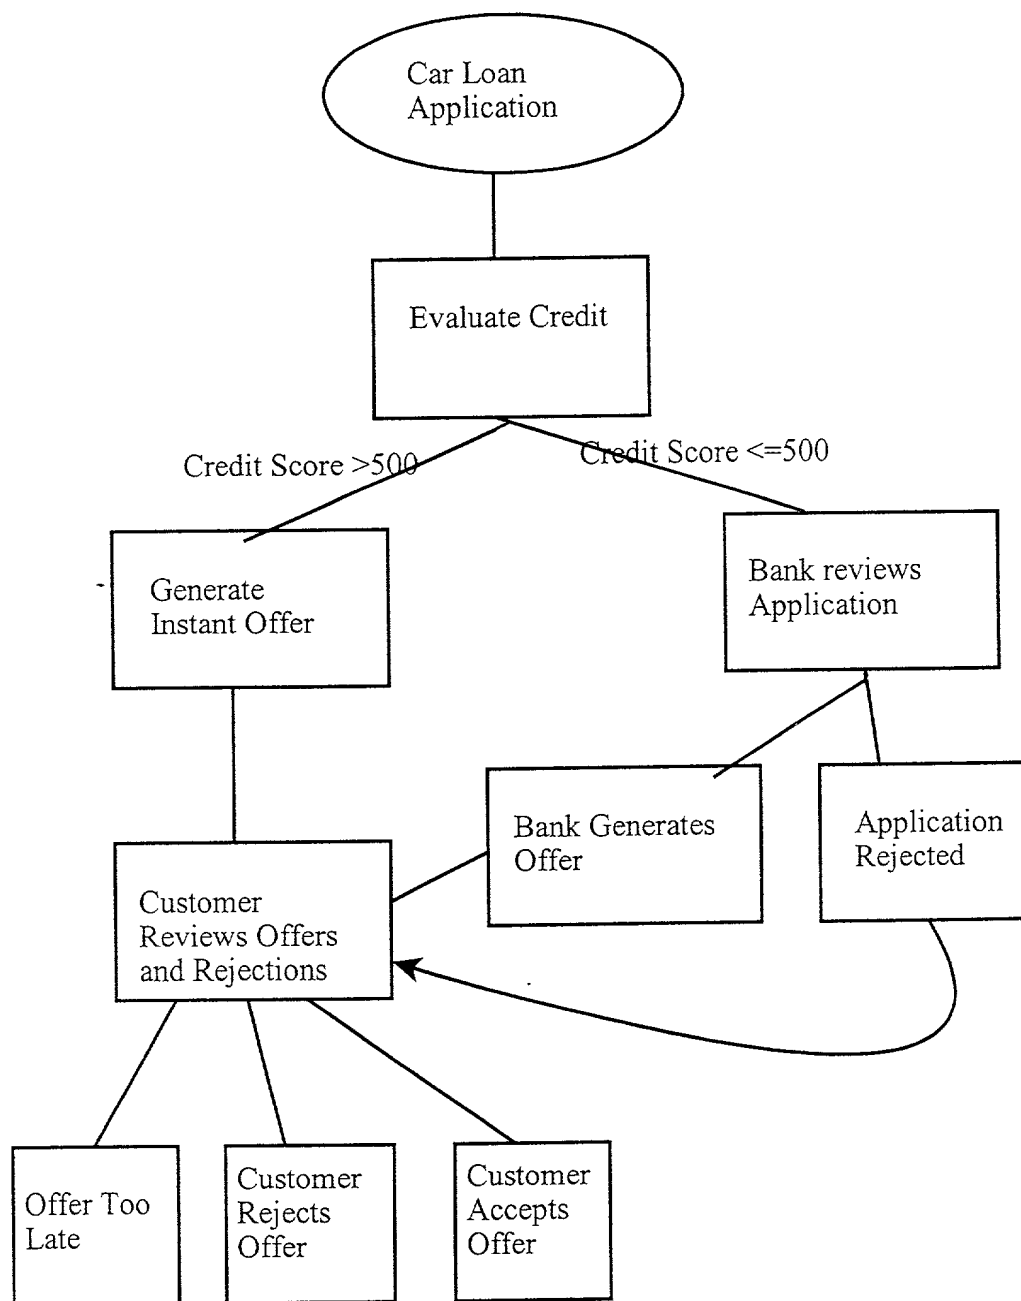 Car Loan
Application
Evaluate Credit
Credit Score >500
Credit Score <=500
Generate
Instant Offer
Bank reviews
Application
Bank Generates
Offer
Application
Rejected
Customer
Reviews Offers
and Rejections
Offer Too
Late
Customer
Rejects
Offer
Customer
Accepts
Offer